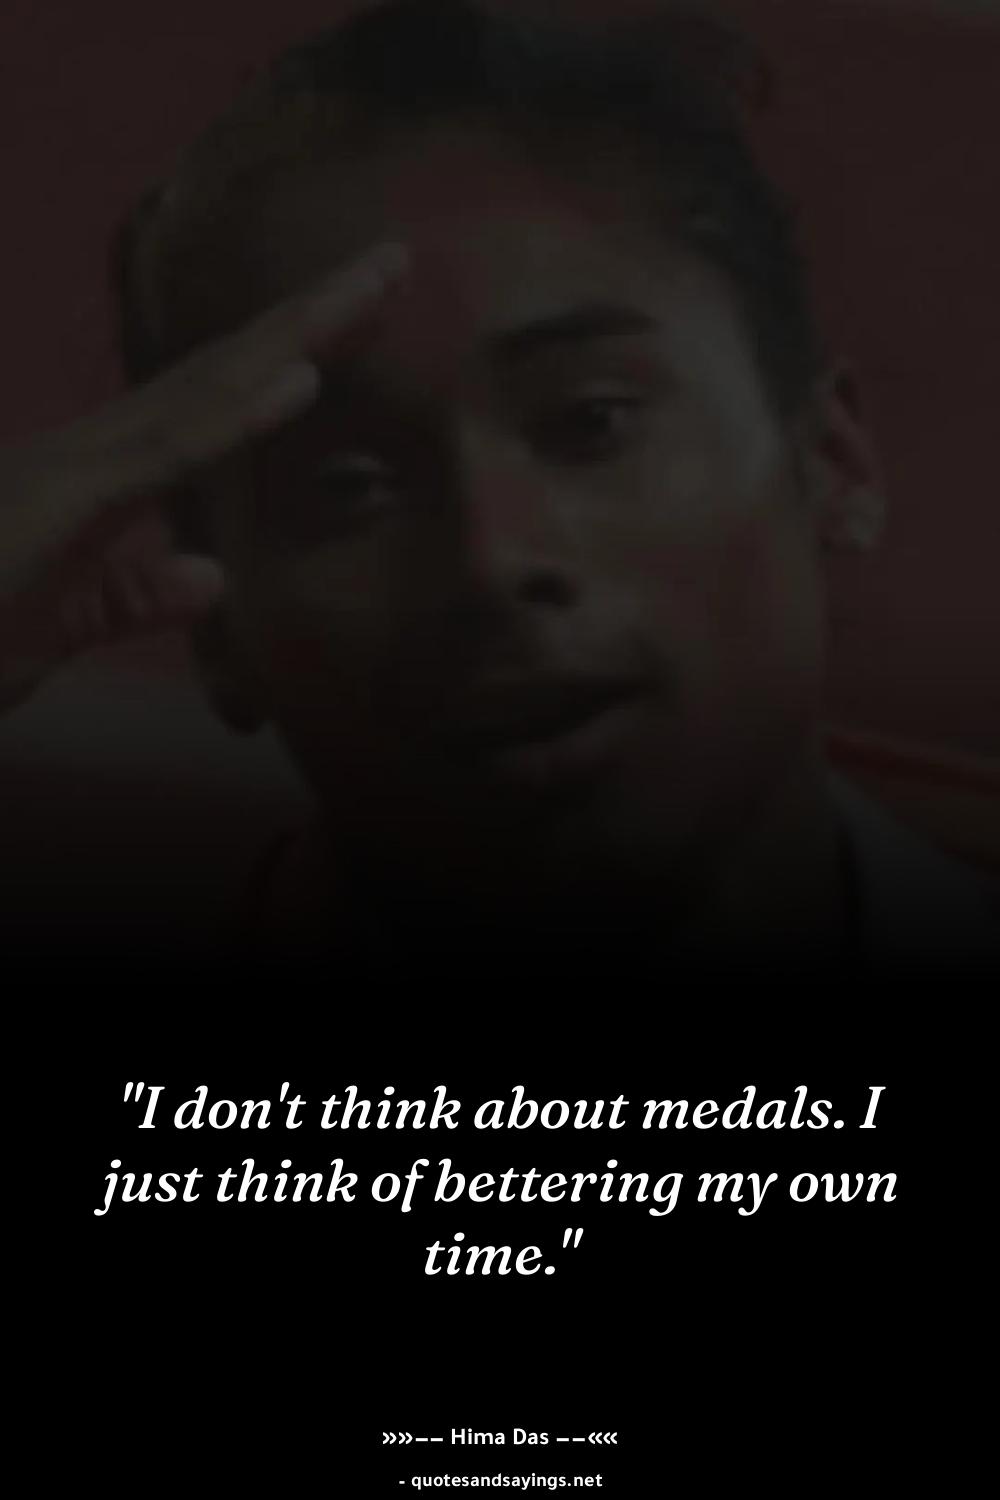 "I don't think about medals. I
just think of bettering my own
time."
»»−− Hima Das −−««
- quotesandsayings.net